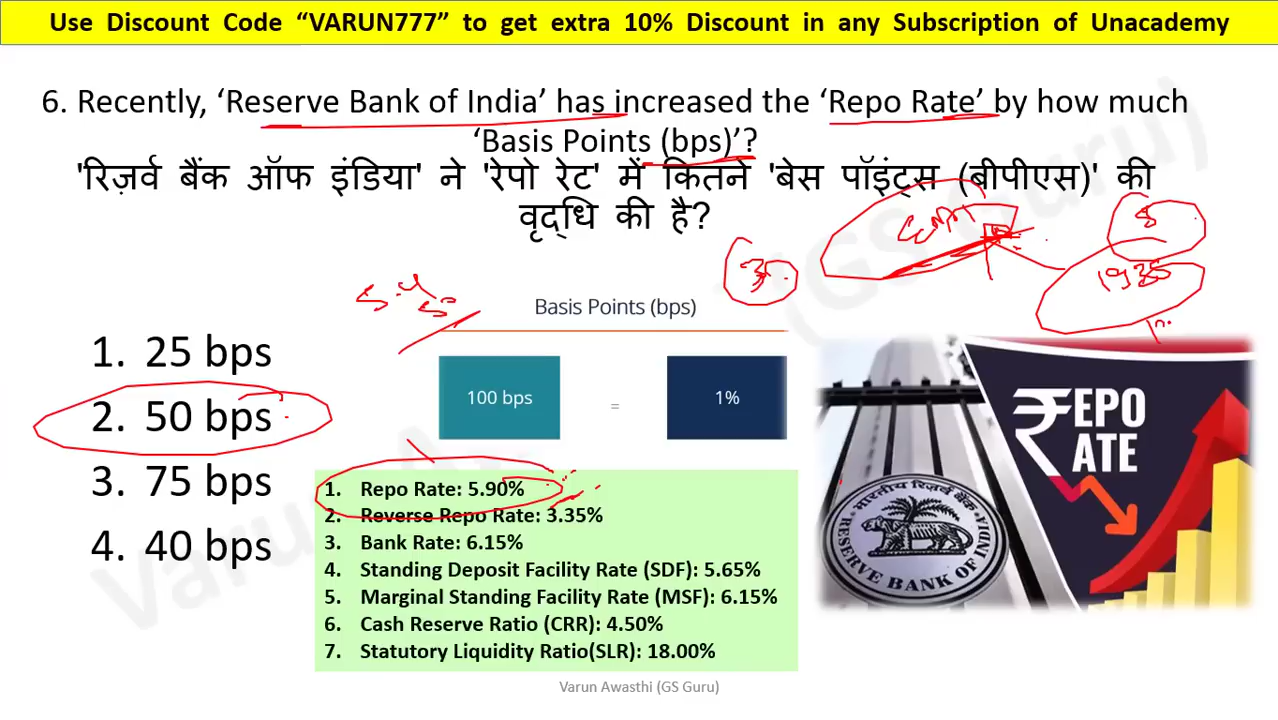 Use Discount Code “VARUN777” to get extra 10% Discount in any Subscription of Unacademy
6. Recently, ‘Reserve Bank of India’ has increased the ‘Repo Rate’ by how much
‘Basis Points (bps)’?
'रिज़र्व बैंक ऑफ इंडिया' ने 'रेपो रेट' में कितने 'बेस पॉइंट्स (बीपीएस)' की
वृद्धि की है?
1935
Basis Points (bps)
100 bps = 1%
1. 25 bps
2. 50 bps
3. 75 bps
4. 40 bps
1. Repo Rate: 5.90%
2. Reverse Repo Rate: 3.35%
3. Bank Rate: 6.15%
4. Standing Deposit Facility Rate (SDF): 5.65%
5. Marginal Standing Facility Rate (MSF): 6.15%
6. Cash Reserve Ratio (CRR): 4.50%
7. Statutory Liquidity Ratio(SLR): 18.00%
₹EPO
₹ATE
भारतीय रिज़र्व बैंक
RESERVE BANK OF INDIA
Varun Awasthi (GS Guru)